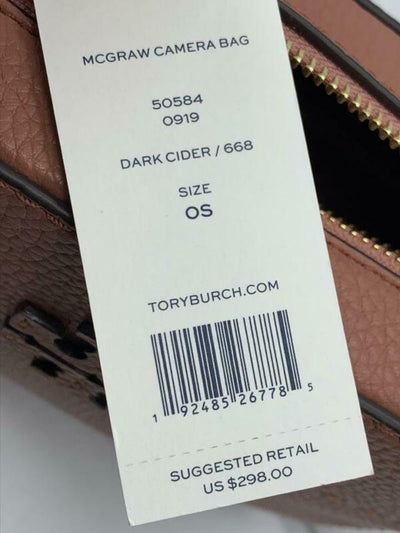 MCGRAW CAMERA BAG
50584
0919
DARK CIDER / 668
SIZE
OS
TORYBURCH.COM
1 92485 26778 5
SUGGESTED RETAIL
US $298.00